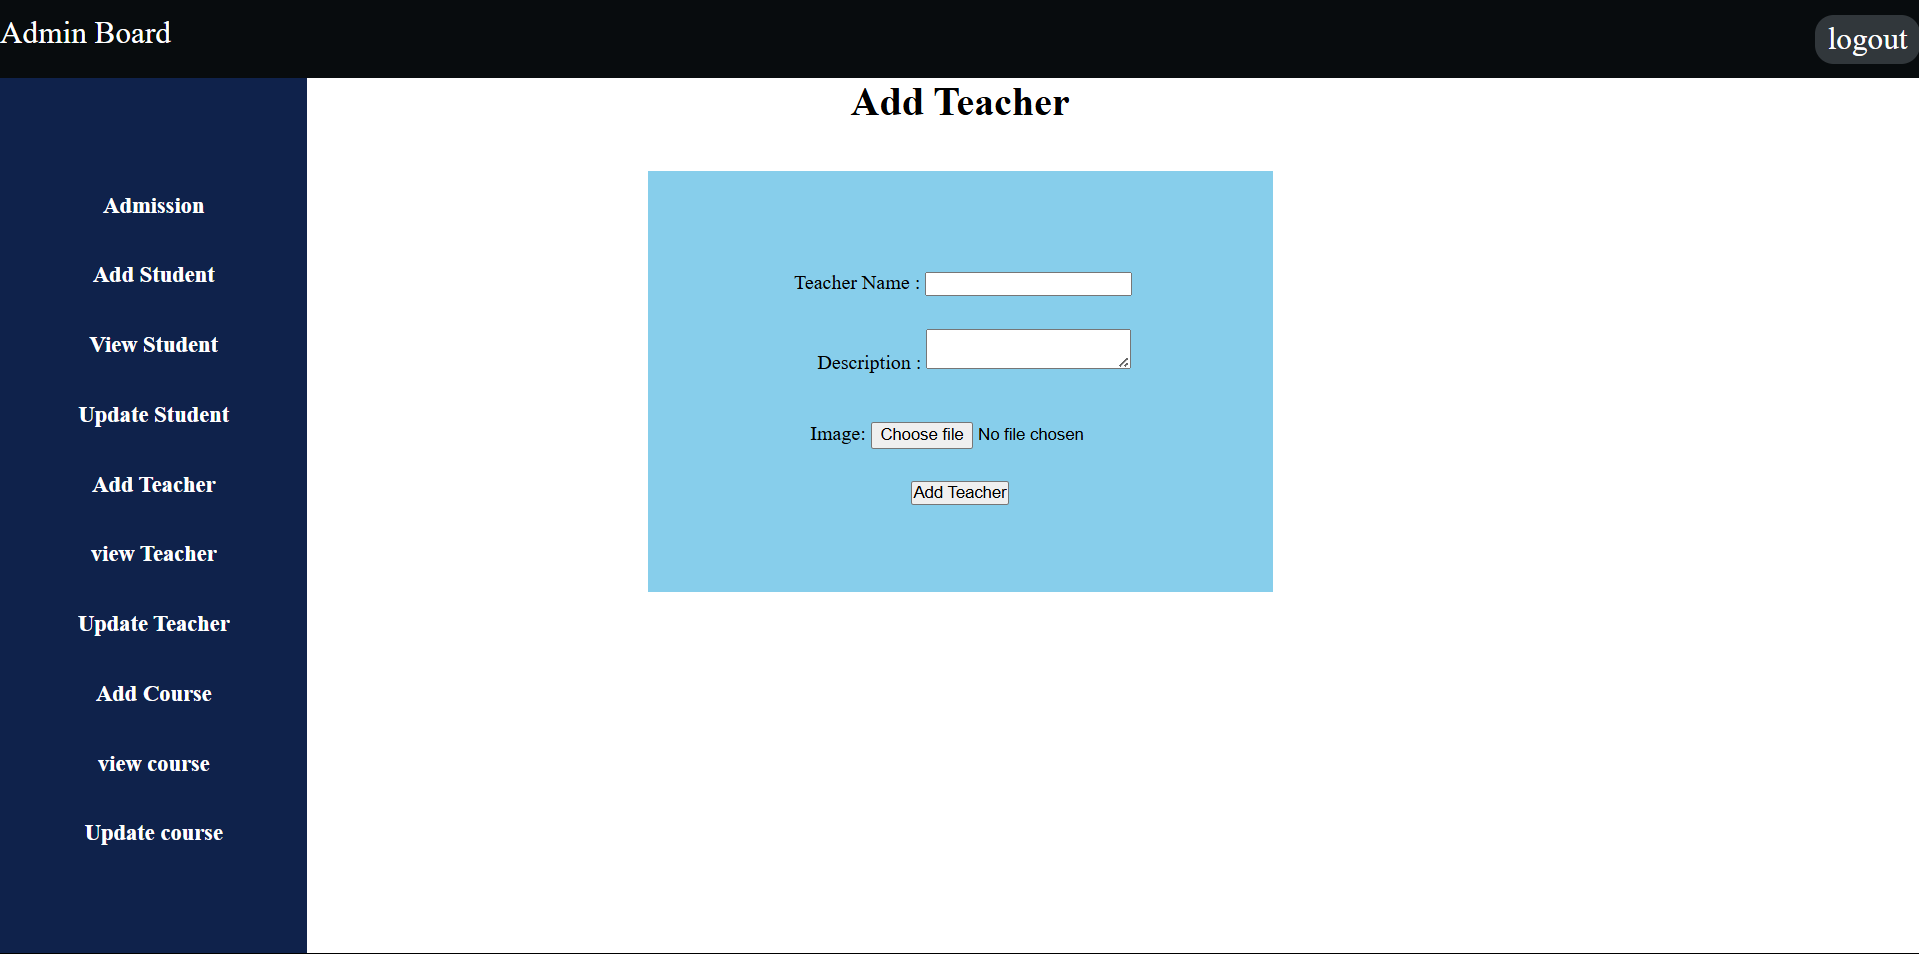 Admin Board
logout
Admission
Add Student
View Student
Update Student
Add Teacher
view Teacher
Update Teacher
Add Course
view course
Update course
Add Teacher
Teacher Name :
Description :
Image: Choose file No file chosen
Add Teacher